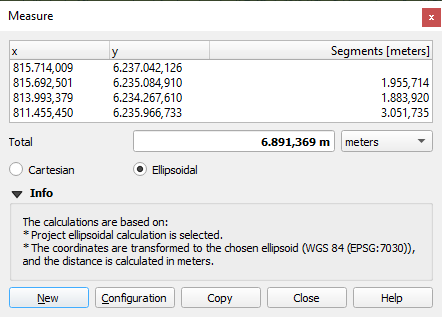 Measure
x y Segments [meters]
815.714,009 6.237.042,126
815.692,501 6.235.084,910 1.955,714
813.993,379 6.234.267,610 1.883,920
811.455,450 6.235.966,733 3.051,735
Total 6.891,369 m meters
Cartesian Ellipsoidal
Info
The calculations are based on:
* Project ellipsoidal calculation is selected.
* The coordinates are transformed to the chosen ellipsoid (WGS 84 (EPSG:7030)),
and the distance is calculated in meters.
New Configuration Copy Close Help